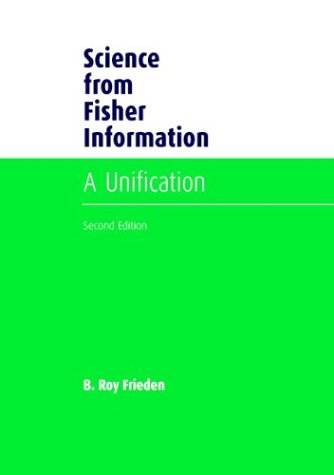 Science
from
Fisher
Information
A Unification
Second Edition
B. Roy Frieden